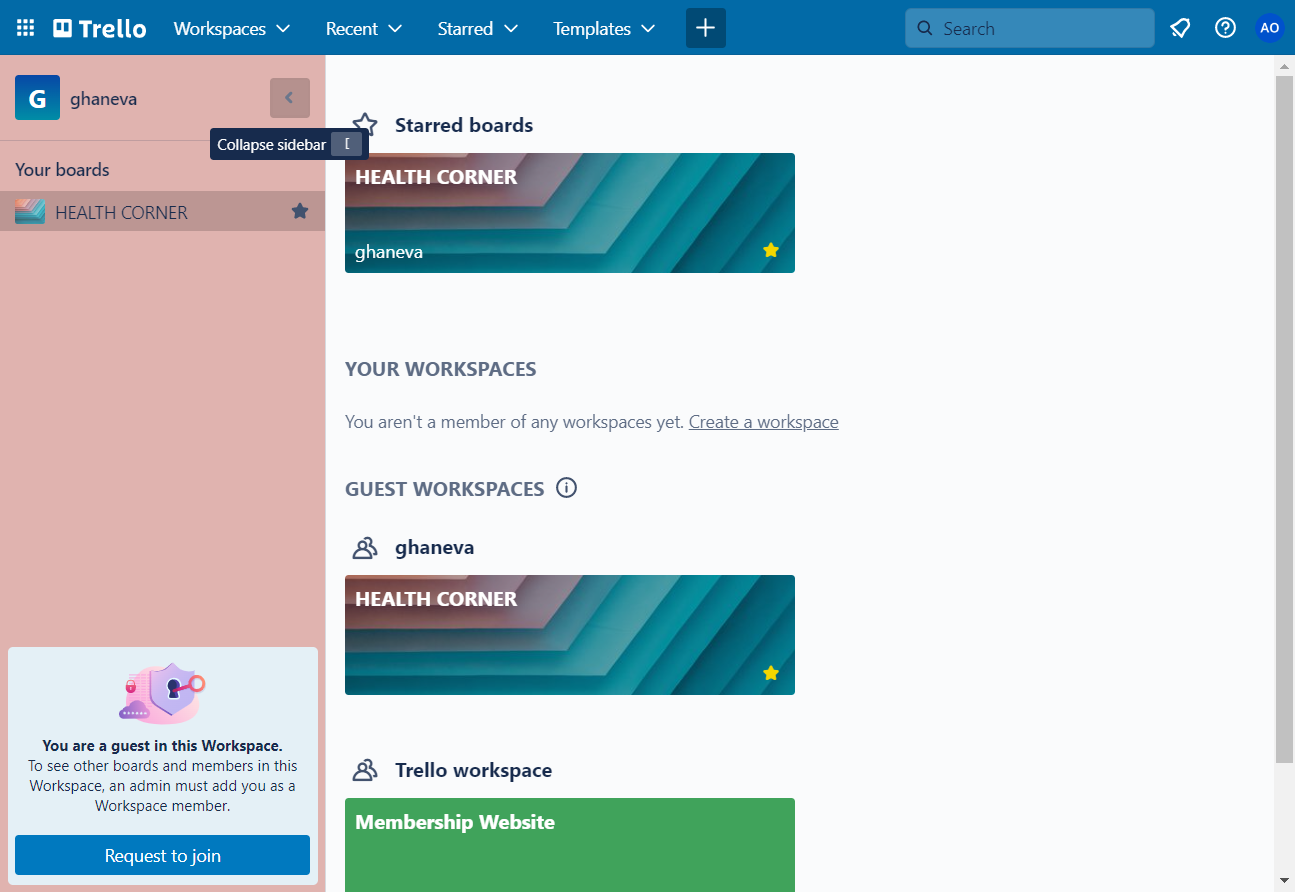 Trello
Workspaces
Recent
Starred
Templates
Search
AO
G
ghaneva
Collapse sidebar [
Your boards
HEALTH CORNER
Starred boards
HEALTH CORNER
ghaneva
YOUR WORKSPACES
You aren't a member of any workspaces yet. Create a workspace
GUEST WORKSPACES
ghaneva
HEALTH CORNER
Trello workspace
Membership Website
You are a guest in this Workspace.
To see other boards and members in this
Workspace, an admin must add you as a
Workspace member.
Request to join